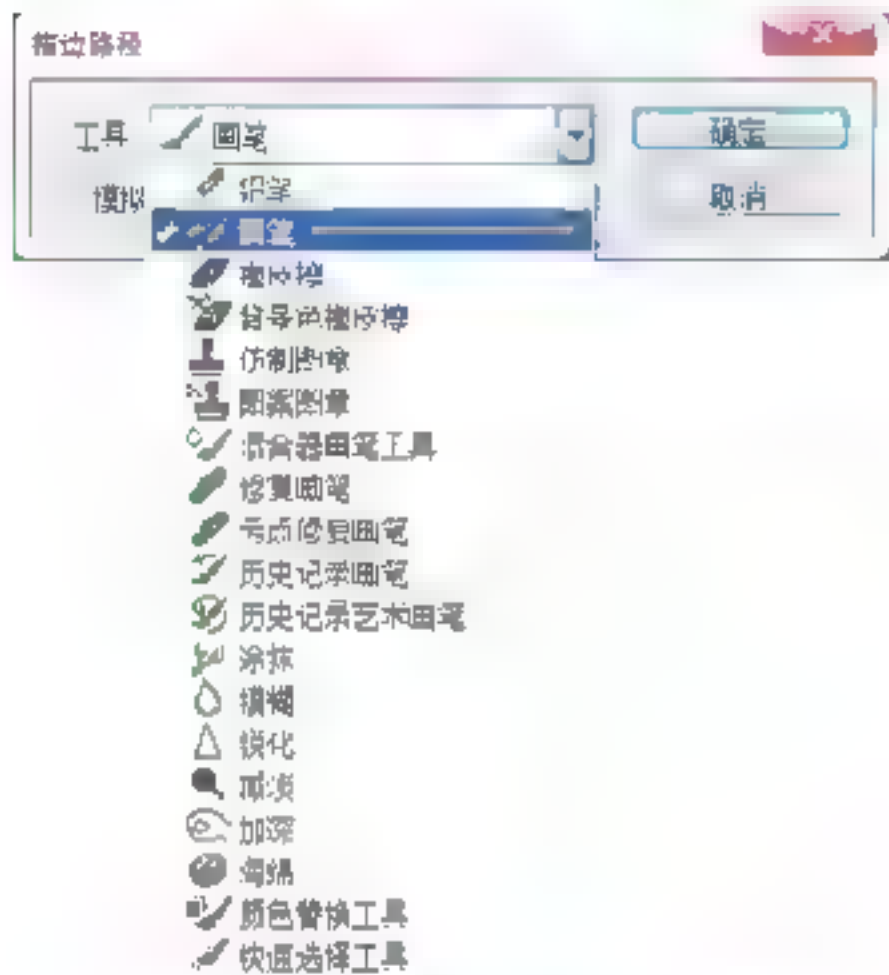 描边路径
工具 画笔 确定
模拟 铅笔 取消
画笔
橡皮擦
背景色橡皮擦
仿制图章
图案图章
混合器画笔工具
修复画笔
污点修复画笔
历史记录画笔
历史记录艺术画笔
涂抹
模糊
锐化
减淡
加深
海绵
颜色替换工具
快速选择工具